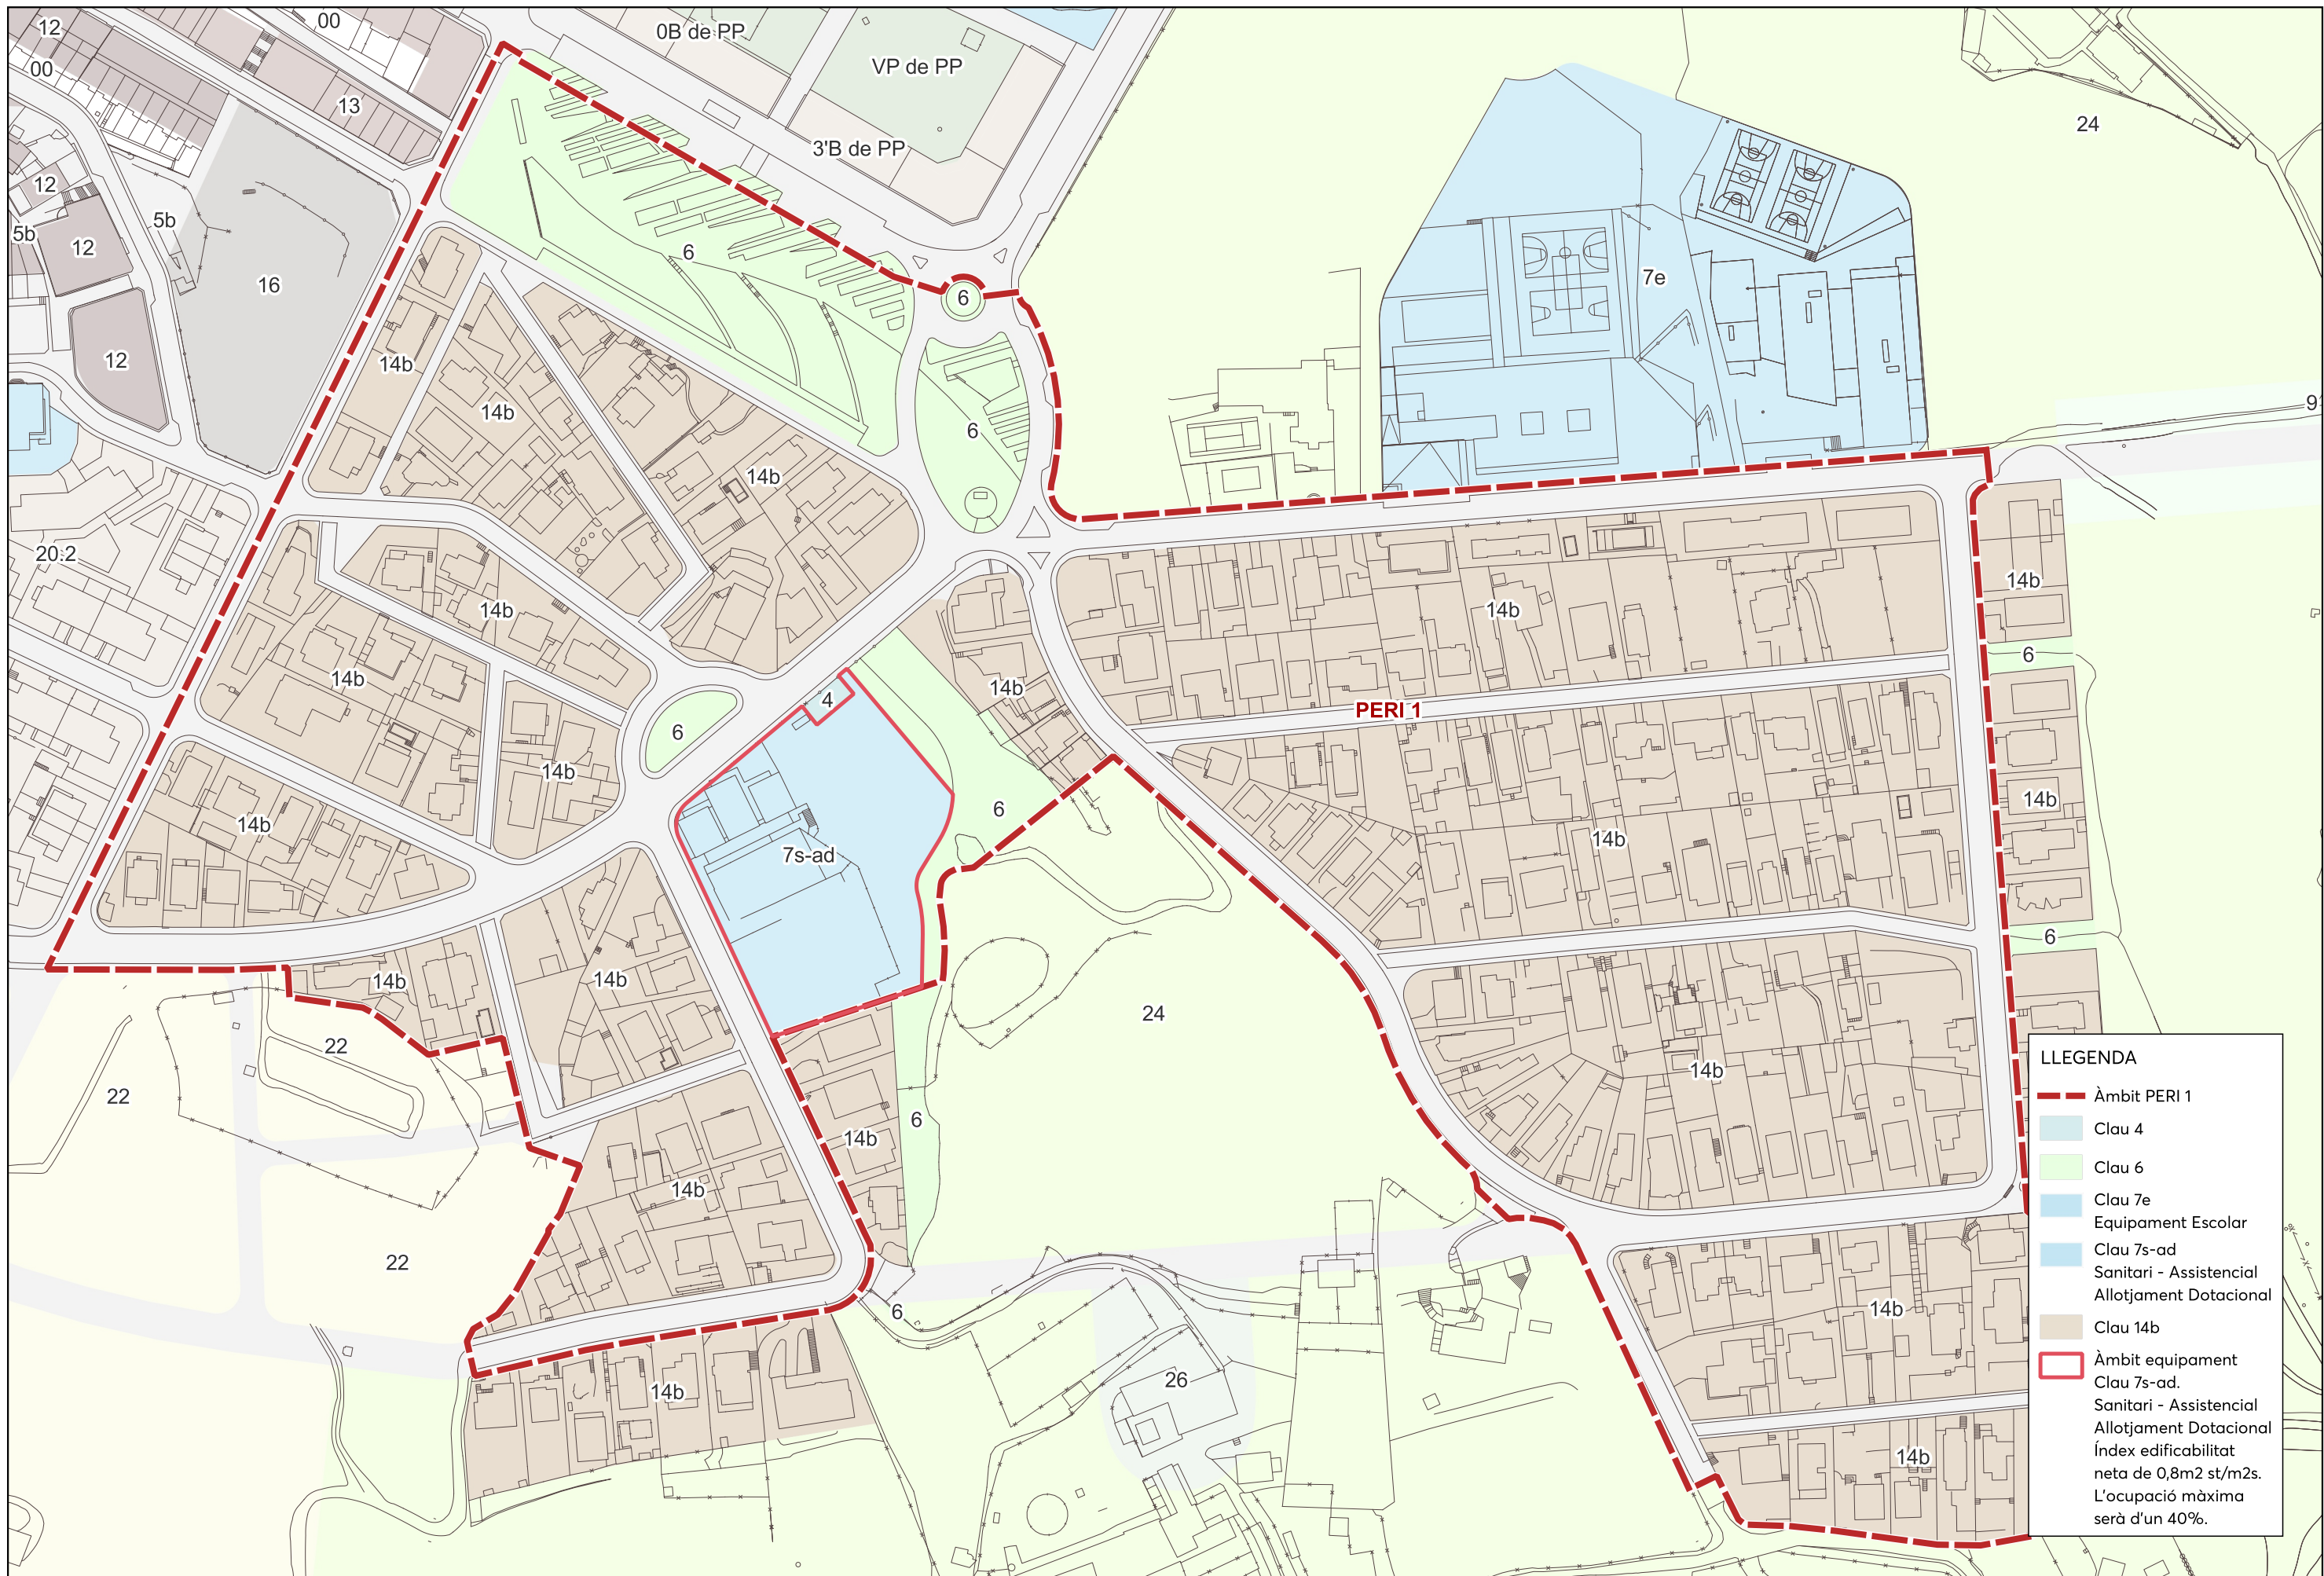 12
00
00
13
0B de PP
VP de PP
3'B de PP
24
12
5b
5b
12
16
6
6
7e
12
14b
14b
14b
6
9
20:2
14b
14b
14b
14b
6
14b
6
4
14b
PERI 1
14b
14b
14b
7s-ad
6
14b
14b
6
14b
14b
22
24
22
14b
6
14b
14b
22
6
14b
26
14b
14b
LLEGENDA
Àmbit PERI 1
Clau 4
Clau 6
Clau 7e
Equipament Escolar
Clau 7s-ad
Sanitari - Assistencial
Allotjament Dotacional
Clau 14b
Àmbit equipament
Clau 7s-ad.
Sanitari - Assistencial
Allotjament Dotacional
Índex edificabilitat
neta de 0,8m2 st/m2s.
L'ocupació màxima
serà d'un 40%.